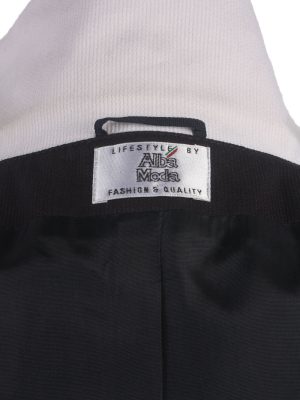 LIFESTYLE BY
Alba
Moda
FASHION & QUALITY